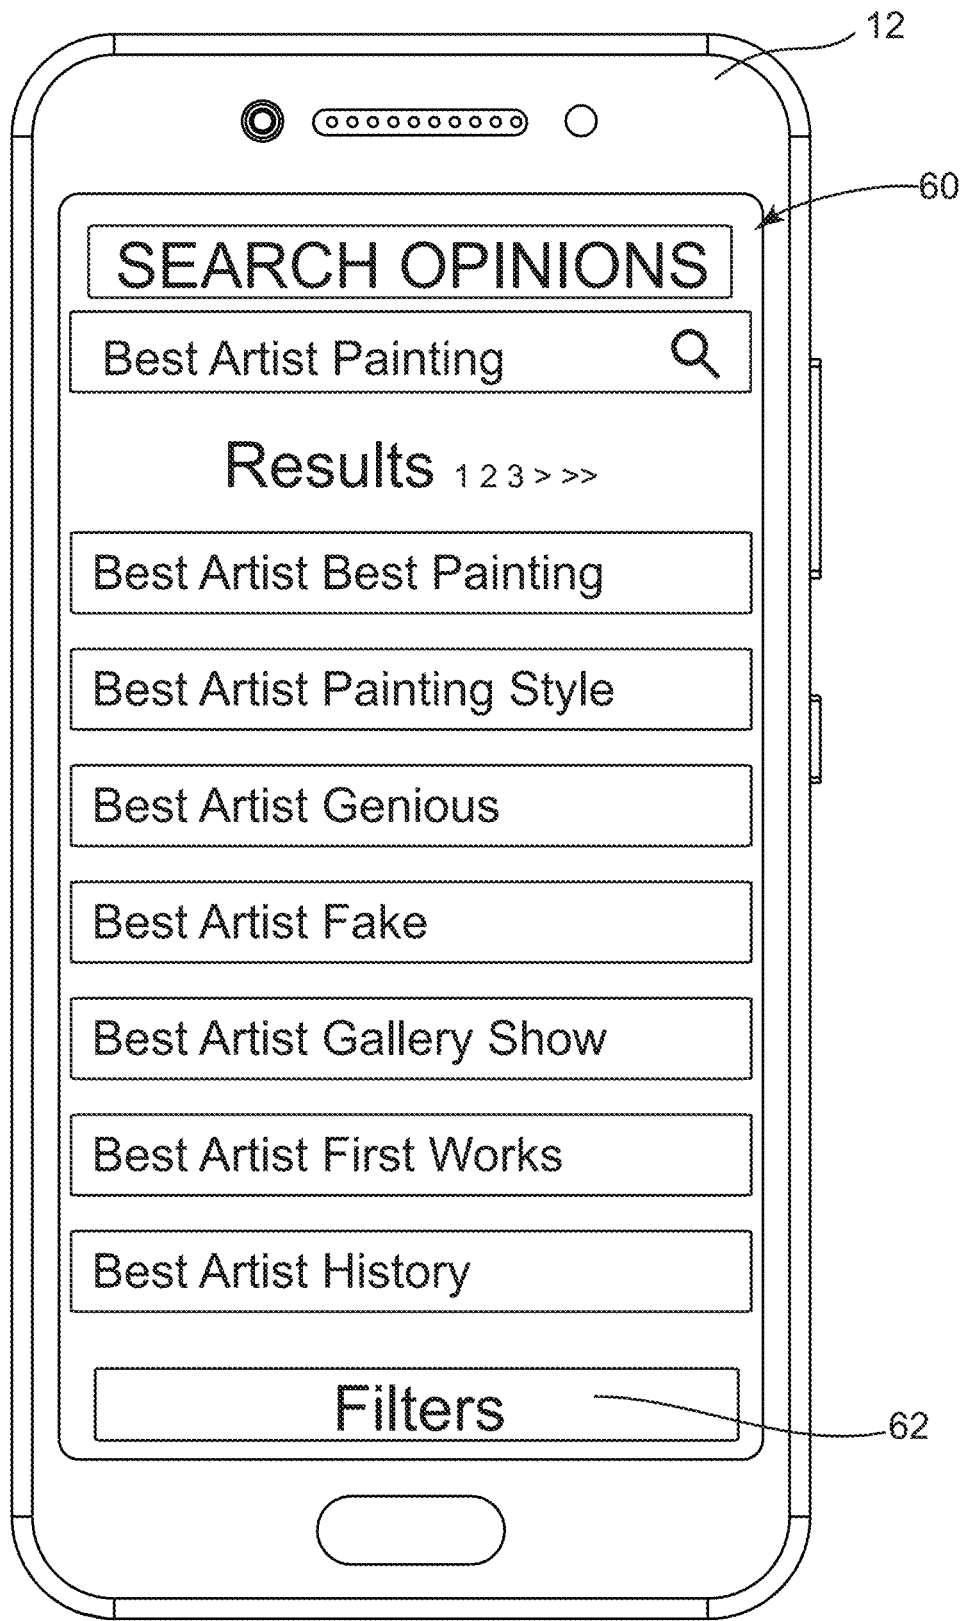 12
60
SEARCH OPINIONS
Best Artist Painting
Results 1 2 3 > >>
Best Artist Best Painting
Best Artist Painting Style
Best Artist Genious
Best Artist Fake
Best Artist Gallery Show
Best Artist First Works
Best Artist History
Filters
62